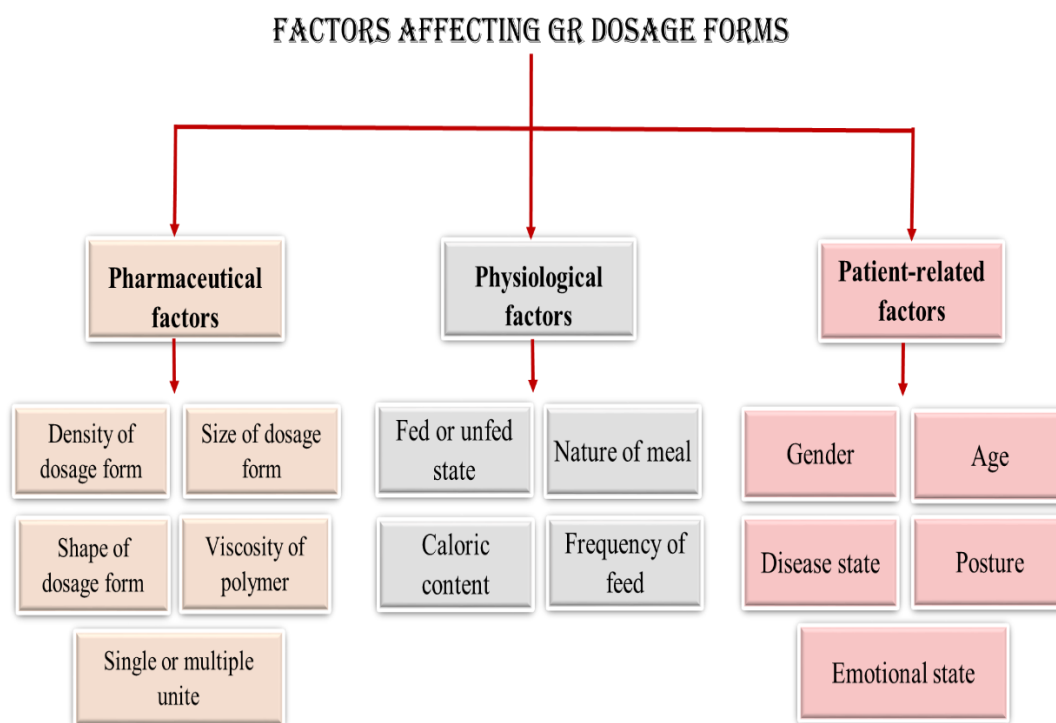 FACTORS AFFECTING GR DOSAGE FORMS
Pharmaceutical
factors
Physiological
factors
Patient-related
factors
Density of
dosage form
Size of dosage
form
Shape of
dosage form
Viscosity of
polymer
Single or multiple
unite
Fed or unfed
state
Nature of meal
Caloric
content
Frequency of
feed
Gender
Age
Disease state
Posture
Emotional state